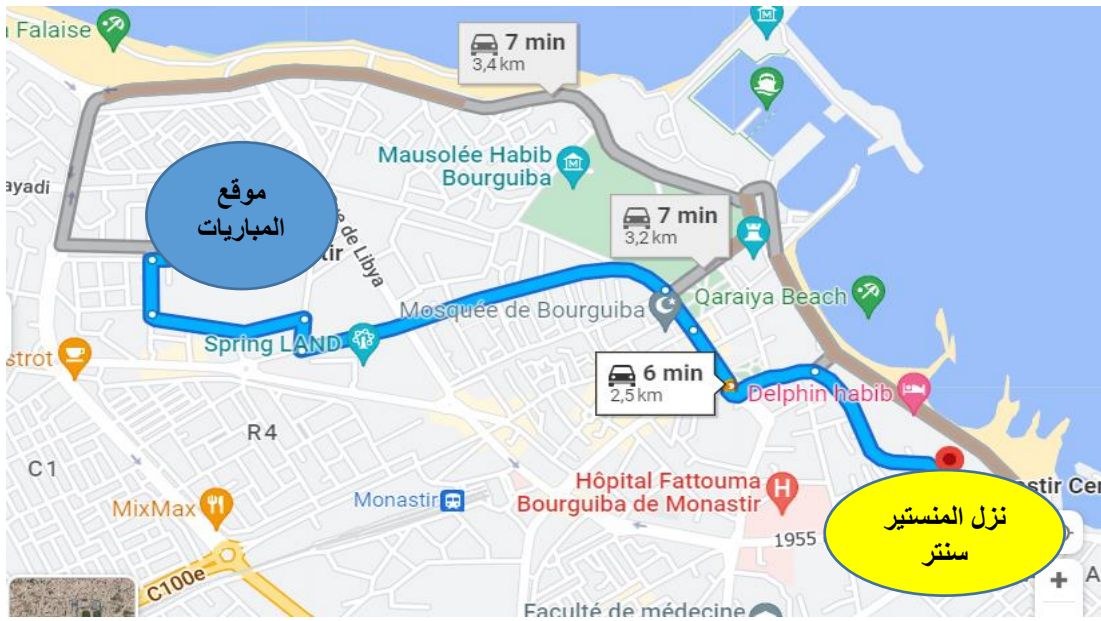 Falaise
7 min
3,4 km
Mausolée Habib
Bourguiba
ayadi
موقع
المباريات
7 min
3,2 km
tir
e de Libya
Qaraiya Beach
Mosquée de Bourguiba
Spring LAND
strot
6 min
2,5 km
Delphin habib
R4
C1
Hôpital Fattouma
Bourguiba de Monastir
H
Monastir
MixMax
stir Cer
نزل المنستير
سنتر
1955
C100e
+
A
Faculté de médecine